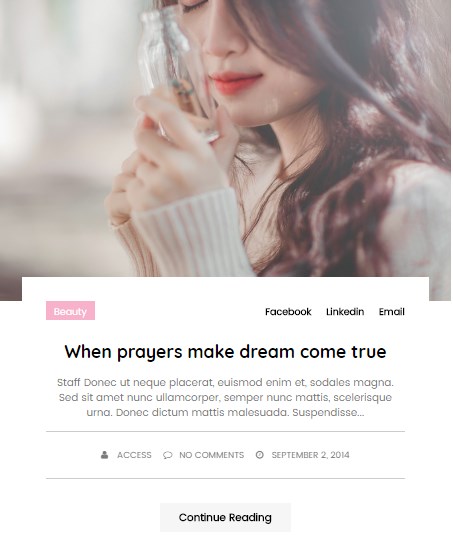 Beauty Facebook Linkedin Email
When prayers make dream come true
Staff Donec ut neque placerat, euismod enim et, sodales magna.
Sed sit amet nunc ullamcorper, semper nunc mattis, scelerisque
urna. Donec dictum mattis malesuada. Suspendisse...
ACCESS NO COMMENTS SEPTEMBER 2, 2014
Continue Reading